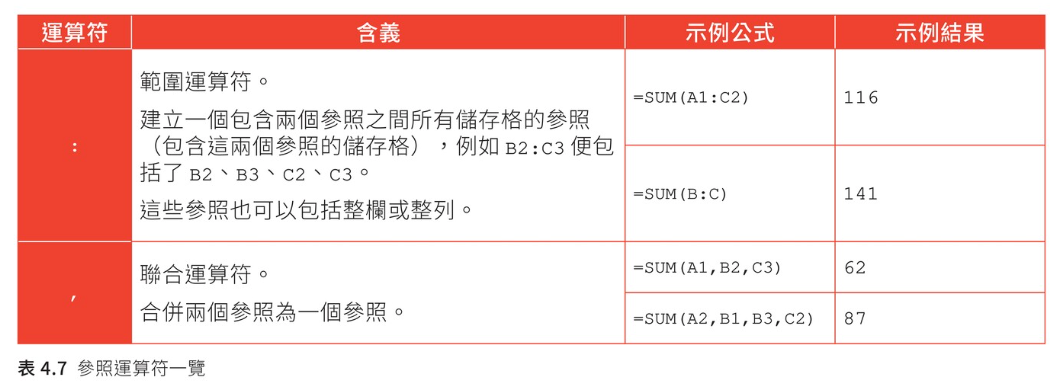 運算符 含義 示例公式 示例結果
:
範圍運算符。
建立一個包含兩個參照之間所有儲存格的參照
（包含這兩個參照的儲存格），例如 B2:C3 便包
括了 B2、B3、C2、C3。
這些參照也可以包括整欄或整列。
=SUM(A1:C2) 116
=SUM(B:C) 141
,
聯合運算符。
合併兩個參照為一個參照。
=SUM(A1,B2,C3) 62
=SUM(A2,B1,B3,C2) 87
表 4.7 參照運算符一覽